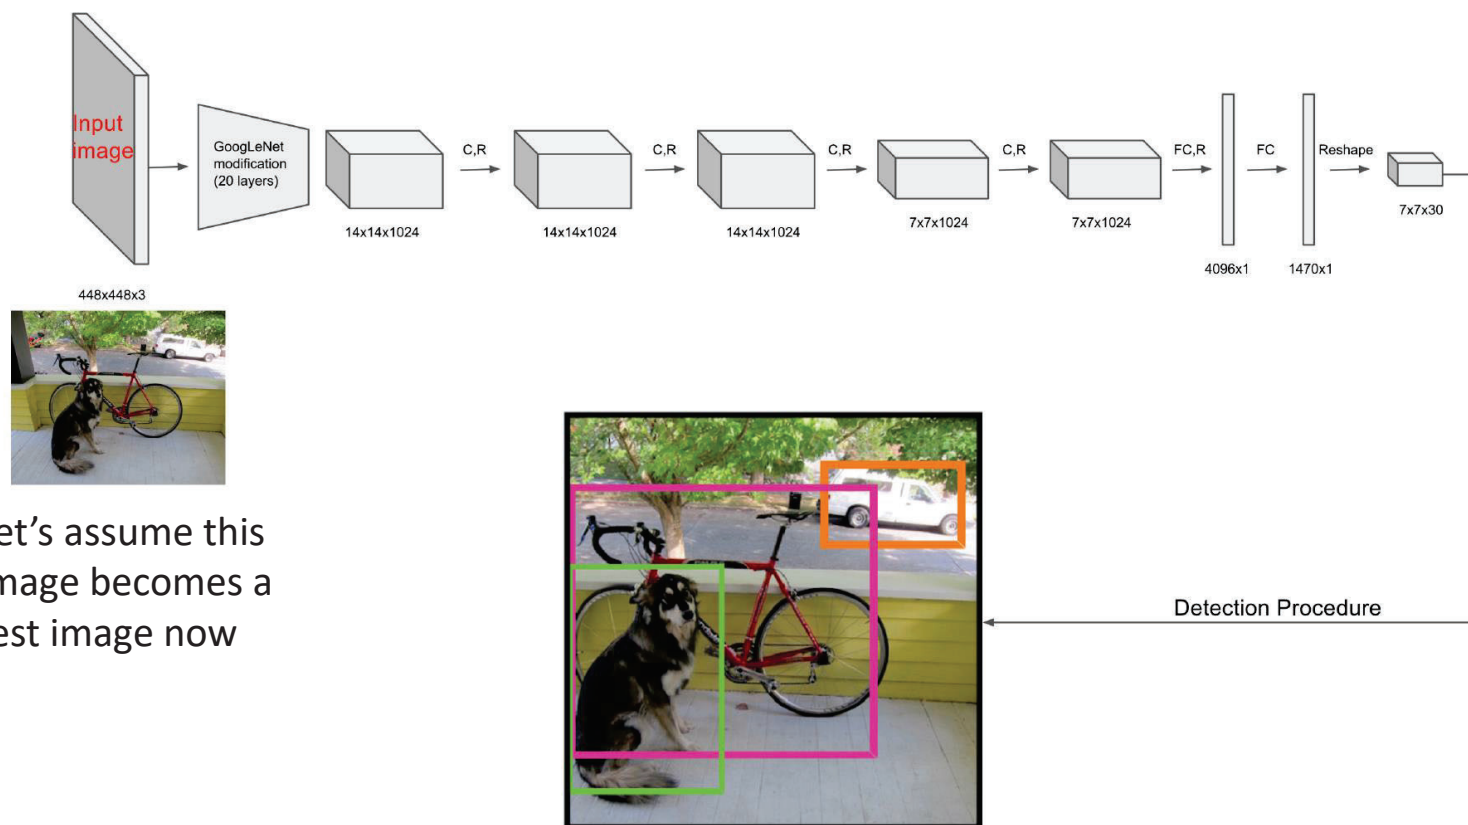 Input
image
GoogLeNet
modification
(20 layers)
C,R
C,R
C,R
C,R
FC,R
FC
Reshape
14x14x1024
14x14x1024
14x14x1024
7x7x1024
7x7x1024
4096x1
1470x1
7x7x30
448x448x3
et’s assume this
mage becomes a
est image now
Detection Procedure